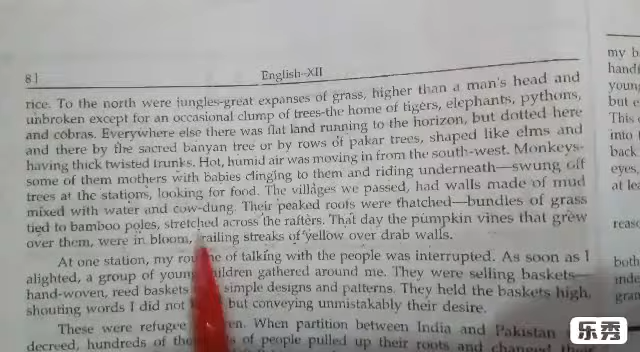 8]
English-XII
rice. To the north were jungles-great expanses of grass, higher than a man's head and
unbroken except for an occasional clump of trees-the home of tigers, elephants, pythons,
and cobras. Everywhere else there was flat land running to the horizon, but dotted here
and there by the sacred banyan tree or by rows of pakar trees, shaped like elms and
having thick twisted trunks. Hot, humid air was moving in from the south-west. Monkeys-
some of them mothers with babies clinging to them and riding underneath—swung off
trees at the stations, looking for food. The villages we passed, had walls made of mud
mixed with water and cow-dung. Their peaked roots were thatched—bundles of grass
tied to bamboo poles, stretched across the rafters. That day the pumpkin vines that grew
over them, were in bloom, trailing streaks of yellow over drab walls.
At one station, my of talking with the people was interrupted. As soon as I
alighted, a group of gathered around me. They were selling baskets—
hand-woven, reed baskets simple designs and patterns. They held the baskets high,
shouting words I did not but conveying unmistakably their desire.
These were refugee When partition between India and Pakistan
decreed, hundreds of of people pulled up their roots and changed their
my b
hand
young
but e
This
into
back
eyes,
at le
reaso
both
unde
gran
乐秀